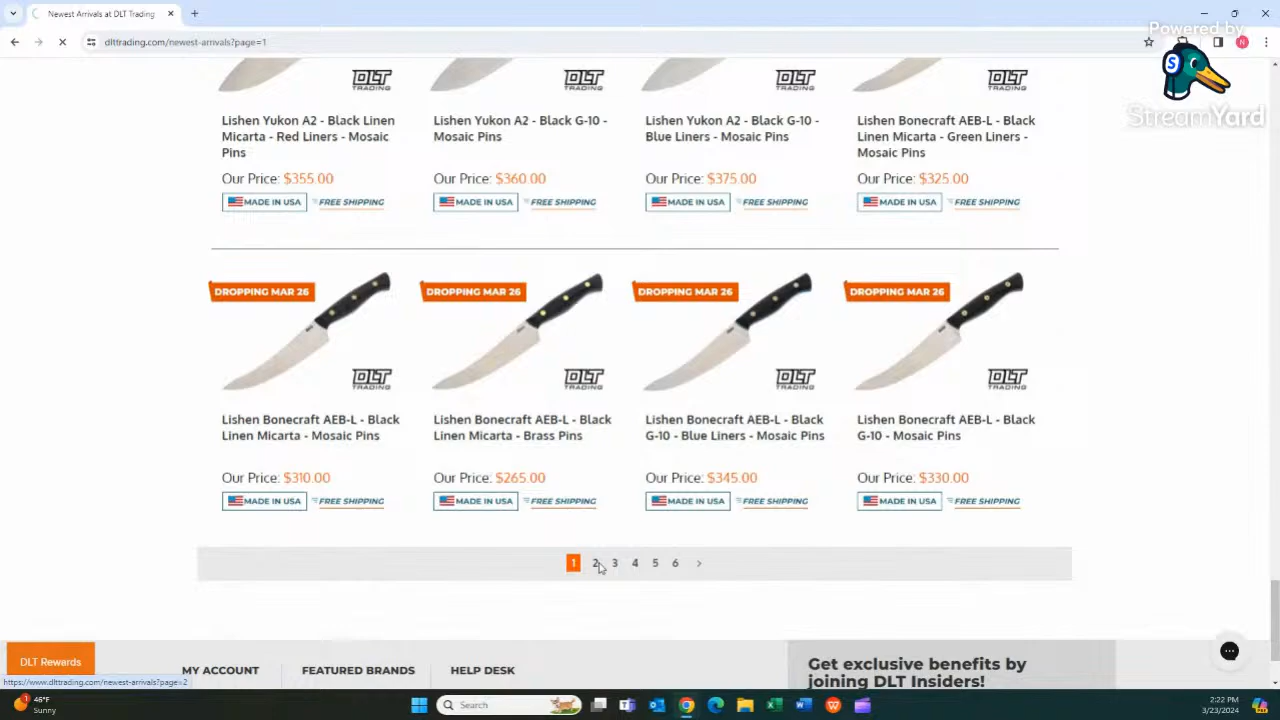 Newest Arrivals at DLT Trading
dlttrading.com/newest-arrivals?page=1
N
Powered by
S
StreamYard
DLT TRADING
DLT TRADING
DLT TRADING
DLT TRADING
Lishen Yukon A2 - Black Linen
Micarta - Red Liners - Mosaic
Pins
Our Price: $355.00
MADE IN USA FREE SHIPPING
Lishen Yukon A2 - Black G-10 -
Mosaic Pins
Our Price: $360.00
MADE IN USA FREE SHIPPING
Lishen Yukon A2 - Black G-10 -
Blue Liners - Mosaic Pins
Our Price: $375.00
MADE IN USA FREE SHIPPING
Lishen Bonecraft AEB-L - Black
Linen Micarta - Green Liners -
Mosaic Pins
Our Price: $325.00
MADE IN USA FREE SHIPPING
DROPPING MAR 26
DLT TRADING
Lishen Bonecraft AEB-L - Black
Linen Micarta - Mosaic Pins
Our Price: $310.00
MADE IN USA FREE SHIPPING
DROPPING MAR 26
DLT TRADING
Lishen Bonecraft AEB-L - Black
Linen Micarta - Brass Pins
Our Price: $265.00
MADE IN USA FREE SHIPPING
DROPPING MAR 26
DLT TRADING
Lishen Bonecraft AEB-L - Black
G-10 - Blue Liners - Mosaic Pins
Our Price: $345.00
MADE IN USA FREE SHIPPING
DROPPING MAR 26
DLT TRADING
Lishen Bonecraft AEB-L - Black
G-10 - Mosaic Pins
Our Price: $330.00
MADE IN USA FREE SHIPPING
1 2 3 4 5 6 >
DLT Rewards
MY ACCOUNT FEATURED BRANDS HELP DESK
Get exclusive benefits by
joining DLT Insiders!
https://www.dlttrading.com/newest-arrivals?page=2
46°F
Sunny
Search
2:22 PM
3/23/2024